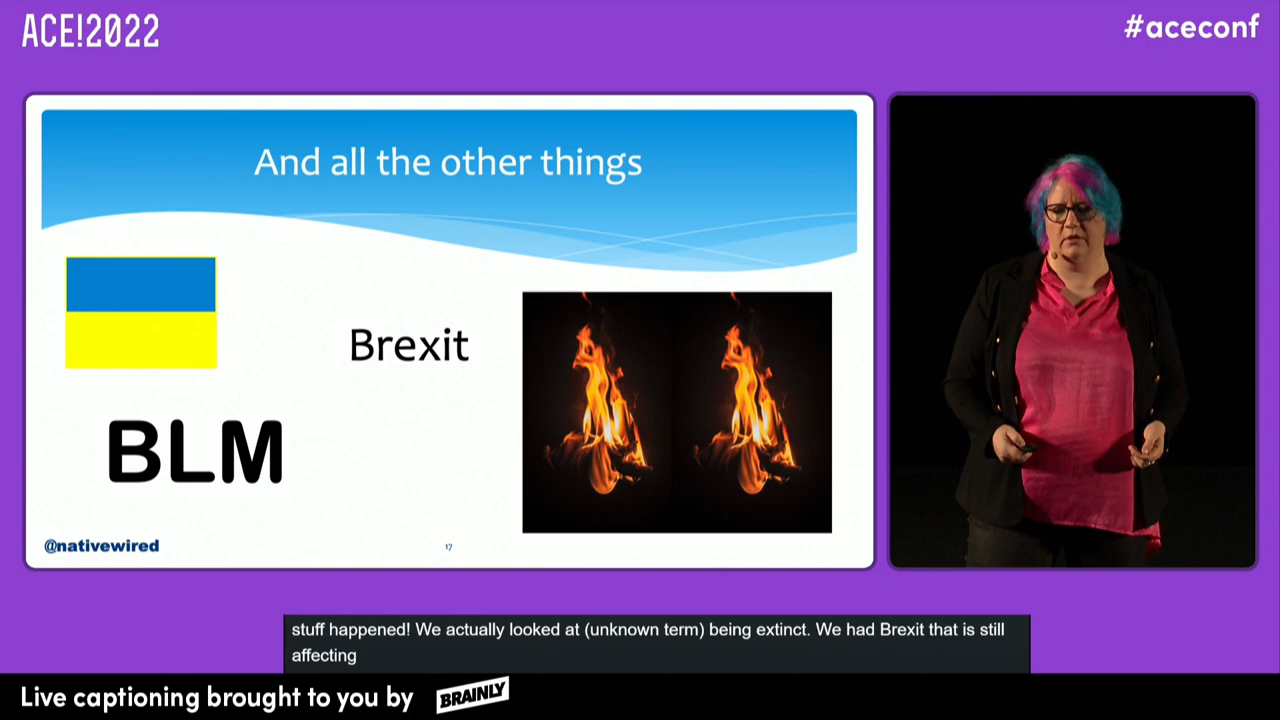 ACE!2022
#aceconf
And all the other things
Brexit
BLM
@nativewired
17
stuff happened! We actually looked at (unknown term) being extinct. We had Brexit that is still
affecting
Live captioning brought to you by BRAINLY